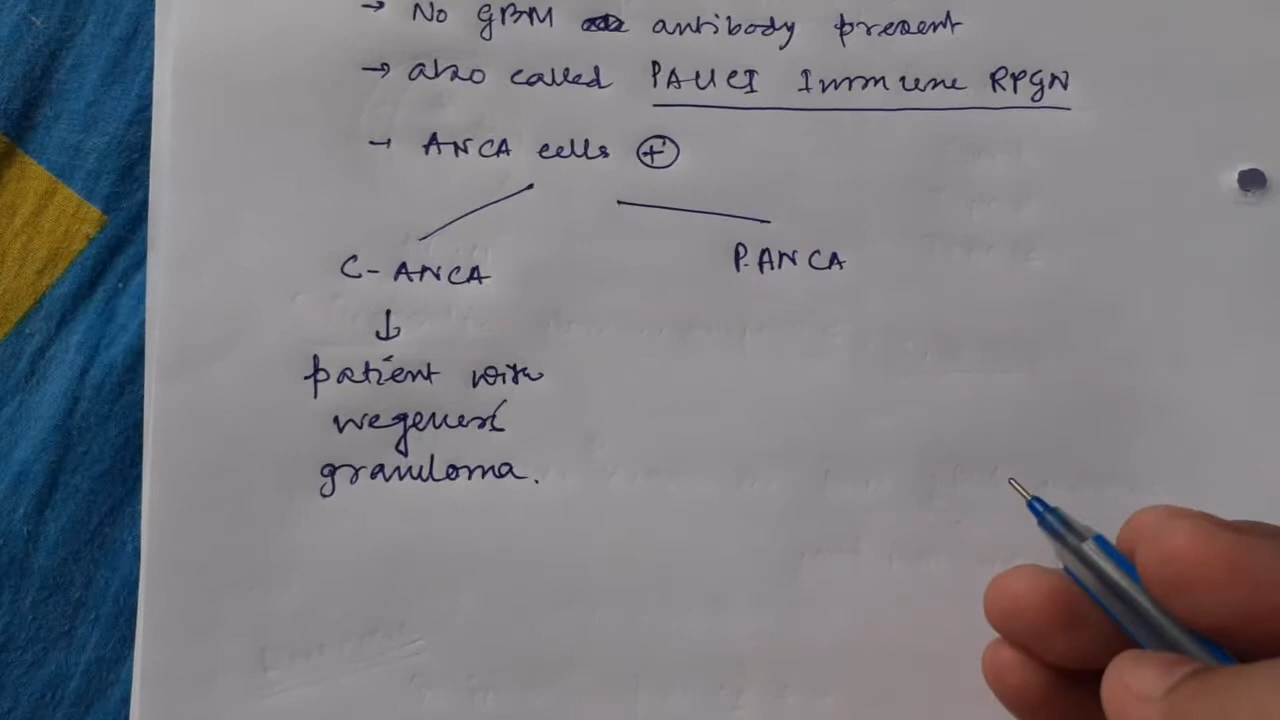 → No GBM antibody present
→ also called PAUCI Immune RPGN
→ ANCA cells +
C-ANCA
P.ANCA
↓
patient with
wegener's
granuloma.